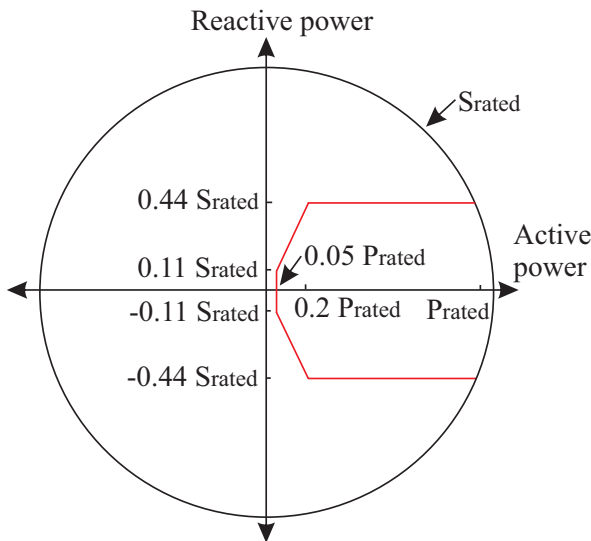 Reactive power
Srated
0.44 Srated
Active
power
0.11 Srated
0.05 Prated
-0.11 Srated
0.2 Prated
Prated
-0.44 Srated